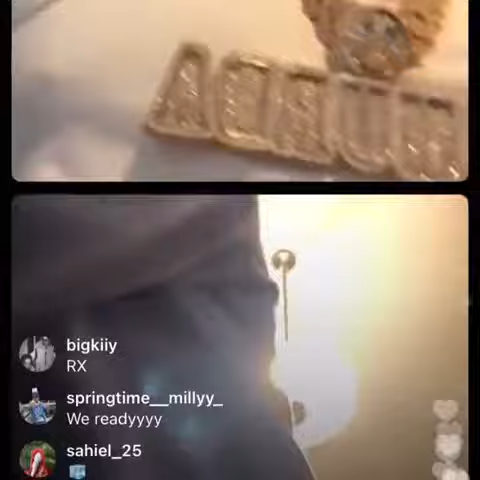 bigkiiy
RX
springtime__millyy_
We readyyyy
sahiel_25